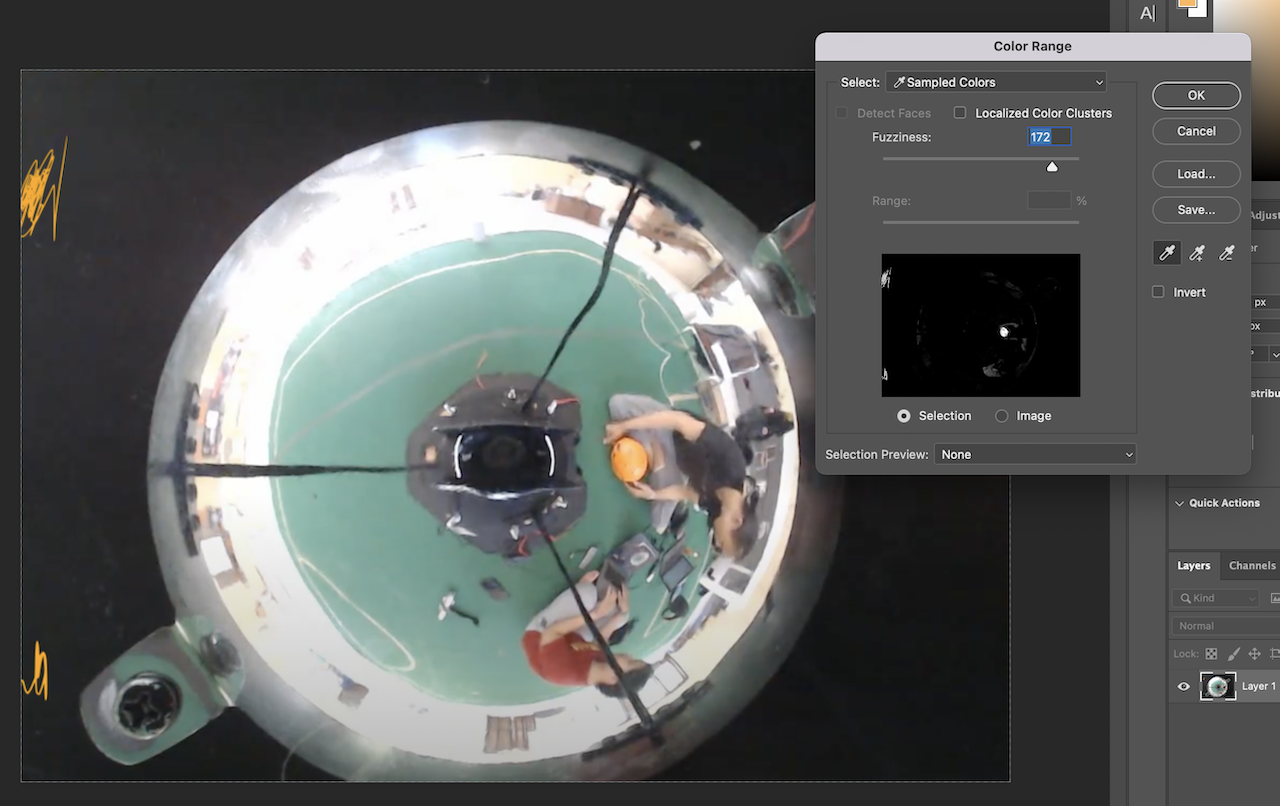 A|
Color Range
Select: Sampled Colors
OK
Detect Faces Localized Color Clusters
Cancel
Fuzziness: 172
Load...
Range: %
Save...
Adjust
er
Invert
px
px
Selection Image
stribu
Selection Preview: None
Quick Actions
Layers Channels
Kind
Normal
Lock:
Layer 1